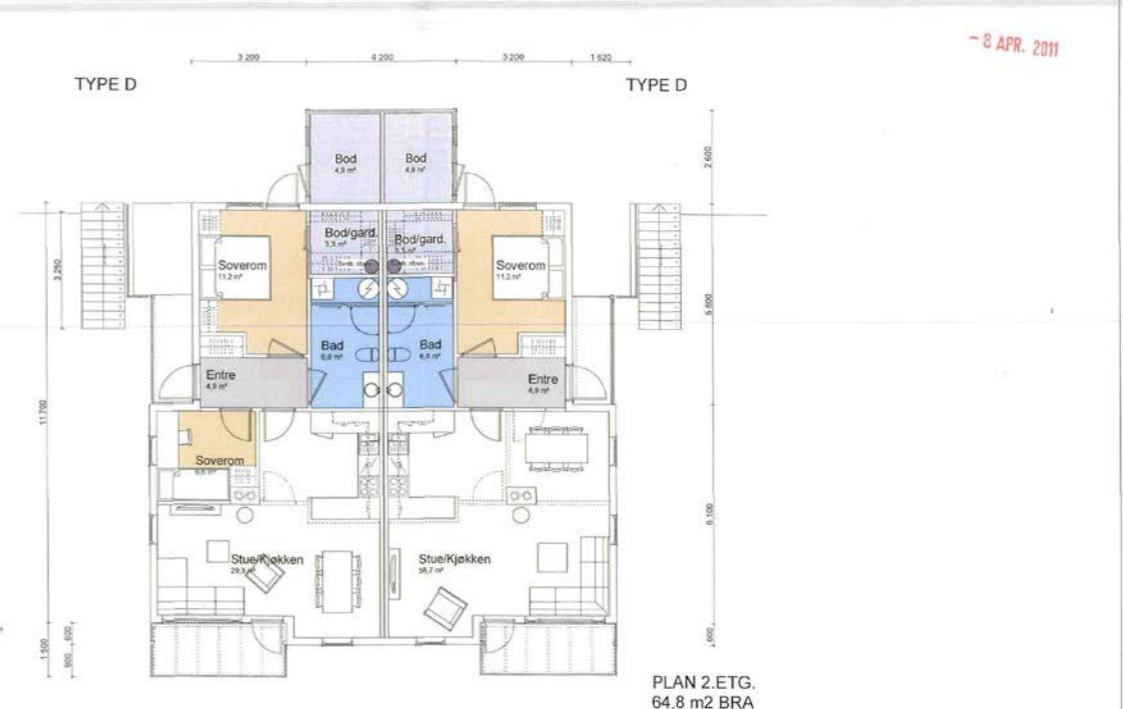 - 8 APR. 2011
3 200
4 200
3 200
1 920
TYPE D
TYPE D
Bod
4,9 m²
Bod
4,9 m²
2.600
Bod/gard.
3,3 m²
Bod/gard.
3,3 m²
Soverom
11,2 m²
Soverom
11,2 m²
3.250
5.600
Bad
6,8 m²
Bad
6,8 m²
Entre
4,9 m²
Entre
4,9 m²
11.700
Soverom
6.100
Stue/Kjøkken
Stue/Kjøkken
1.500
600
900
600
PLAN 2.ETG.
64,8 m2 BRA